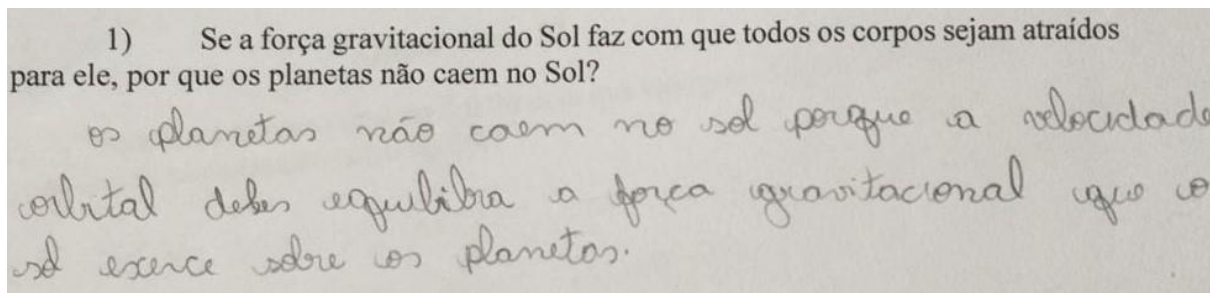 1) Se a força gravitacional do Sol faz com que todos os corpos sejam atraídos
para ele, por que os planetas não caem no Sol?
os planetas não caem no sol porque a velocidade
orbital deles equilibra a força gravitacional que o
sol exerce sobre os planetas.